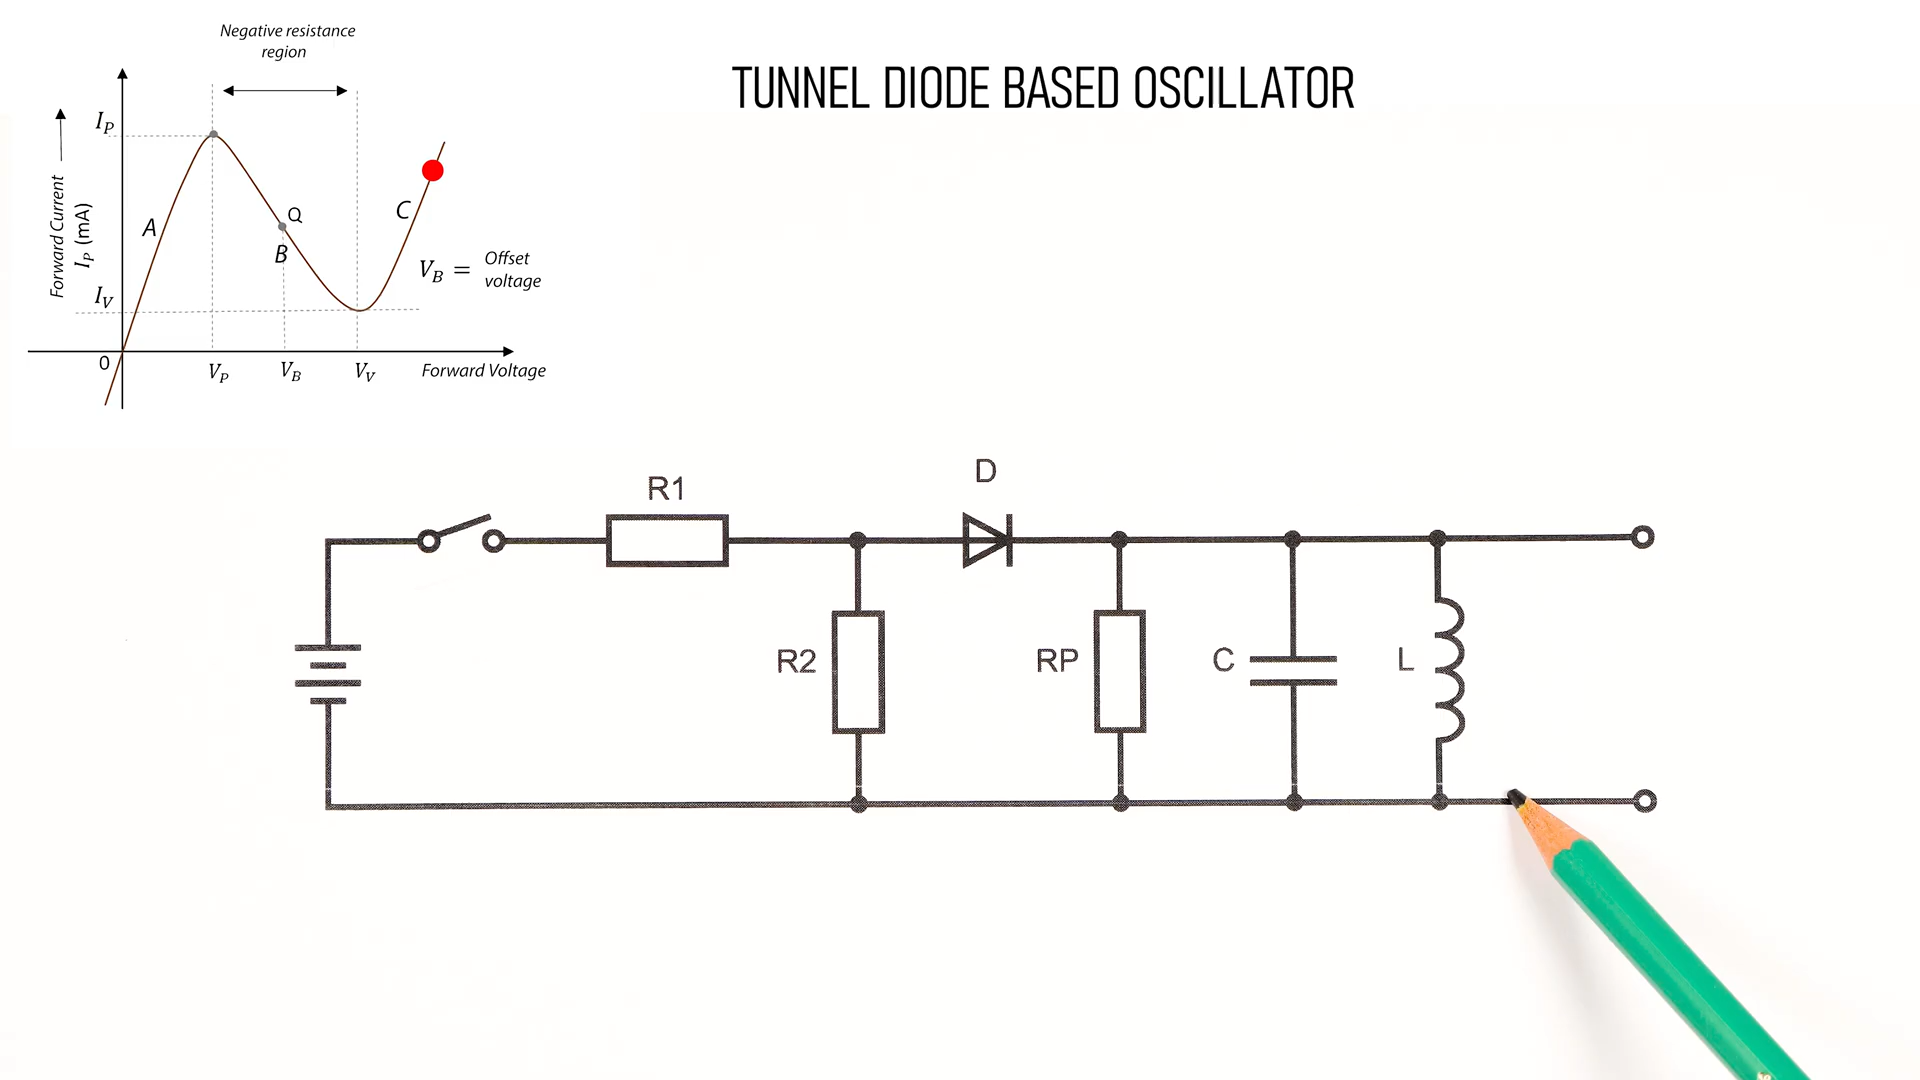 Negative resistance
region
TUNNEL DIODE BASED OSCILLATOR
I_P
Forward Current
I_P (mA)
A
Q
B
C
V_B = Offset
voltage
I_V
0
V_P
V_B
V_V
Forward Voltage
D
R1
R2
RP
C
L